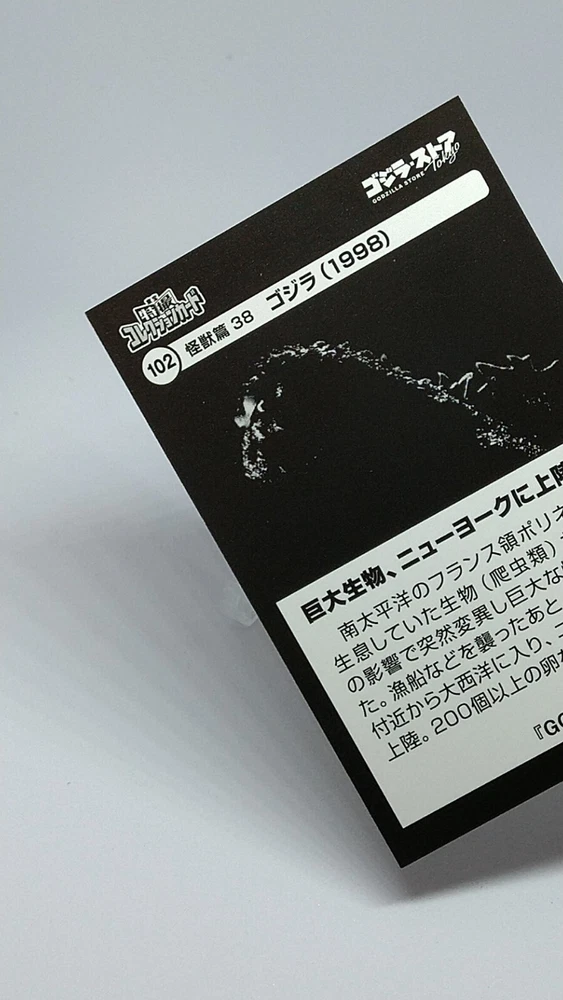 ゴジラ・ストア
Tokyo
GODZILLA STORE
特撮
コレクションカード
102 怪獣篇 38 ゴジラ（1998）
巨大生物、ニューヨークに上陸
南太平洋のフランス領ポリネ
生息していた生物（爬虫類）
の影響で突然変異し巨大な
た。漁船などを襲ったあと
付近から大西洋に入り、ニ
上陸。200個以上の卵
『GO